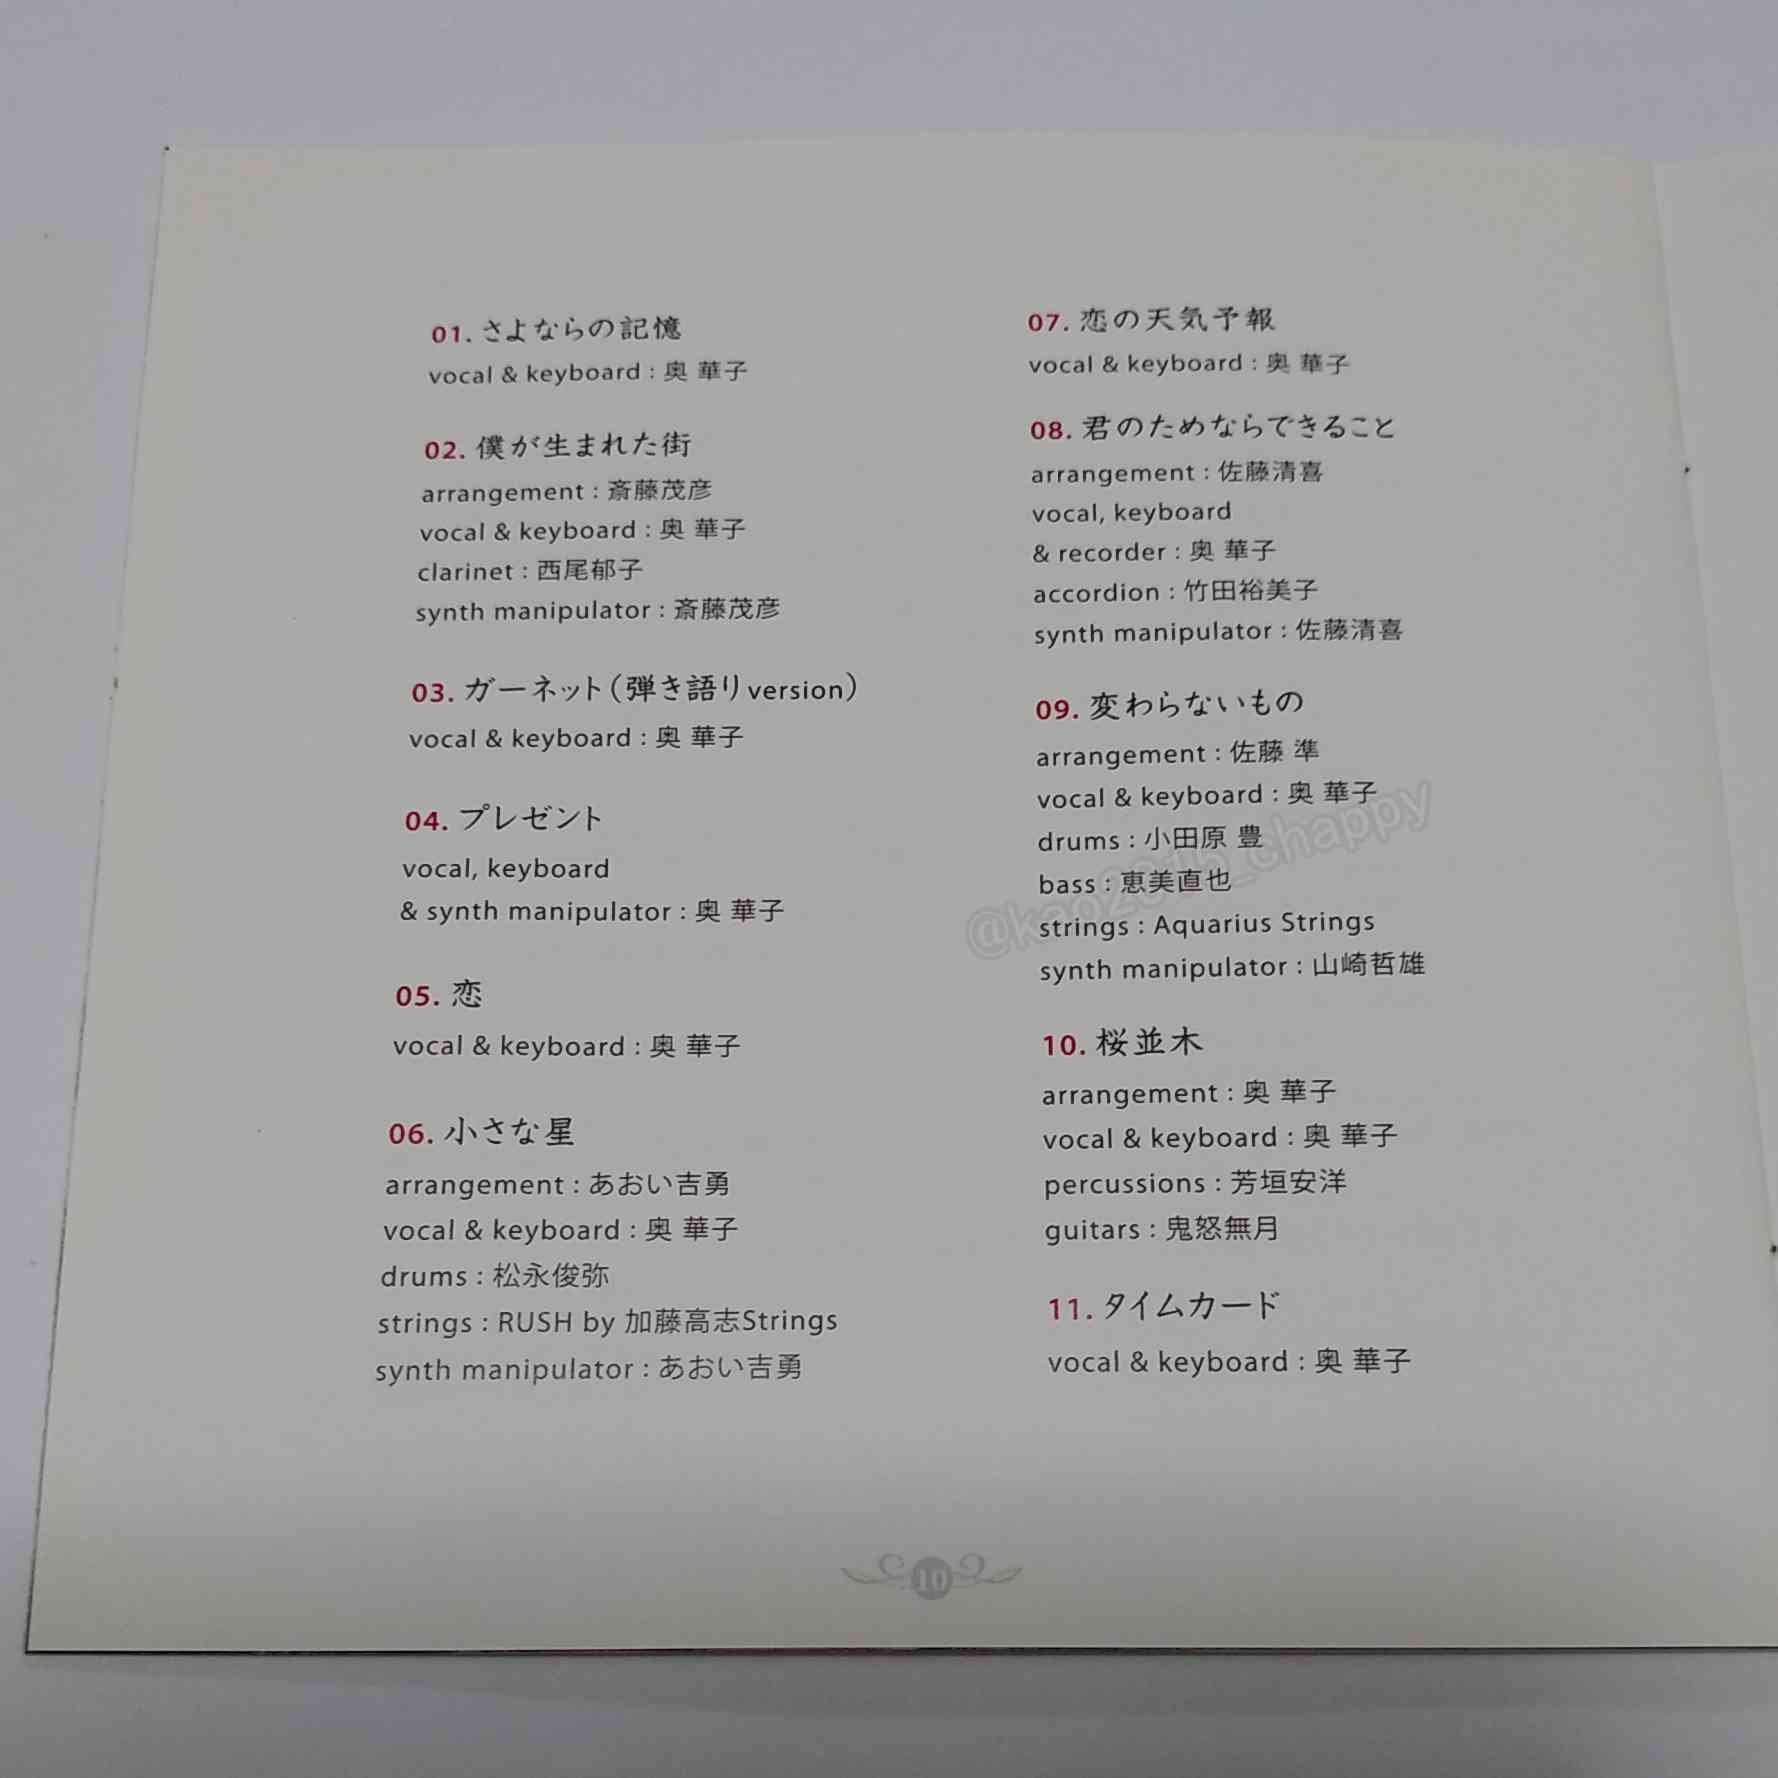 01. さよならの記憶
vocal & keyboard : 奥 華子
02. 僕が生まれた街
arrangement : 斎藤茂彦
vocal & keyboard : 奥 華子
clarinet : 西尾郁子
synth manipulator : 斎藤茂彦
03. ガーネット（弾き語りversion）
vocal & keyboard : 奥 華子
04. プレゼント
vocal, keyboard
& synth manipulator : 奥 華子
05. 恋
vocal & keyboard : 奥 華子
06. 小さな星
arrangement : あおい吉勇
vocal & keyboard : 奥 華子
drums : 松永俊弥
strings : RUSH by 加藤高志Strings
synth manipulator : あおい吉勇
07. 恋の天気予報
vocal & keyboard : 奥 華子
08. 君のためならできること
arrangement : 佐藤清喜
vocal, keyboard
& recorder : 奥 華子
accordion : 竹田裕美子
synth manipulator : 佐藤清喜
09. 変わらないもの
arrangement : 佐藤 準
vocal & keyboard : 奥 華子
drums : 小田原 豊
bass : 恵美直也
strings : Aquarius Strings
synth manipulator : 山崎哲雄
10. 桜並木
arrangement : 奥 華子
vocal & keyboard : 奥 華子
percussions : 芳垣安洋
guitars : 鬼怒無月
11. タイムカード
vocal & keyboard : 奥 華子
@kao2015_chappy
10